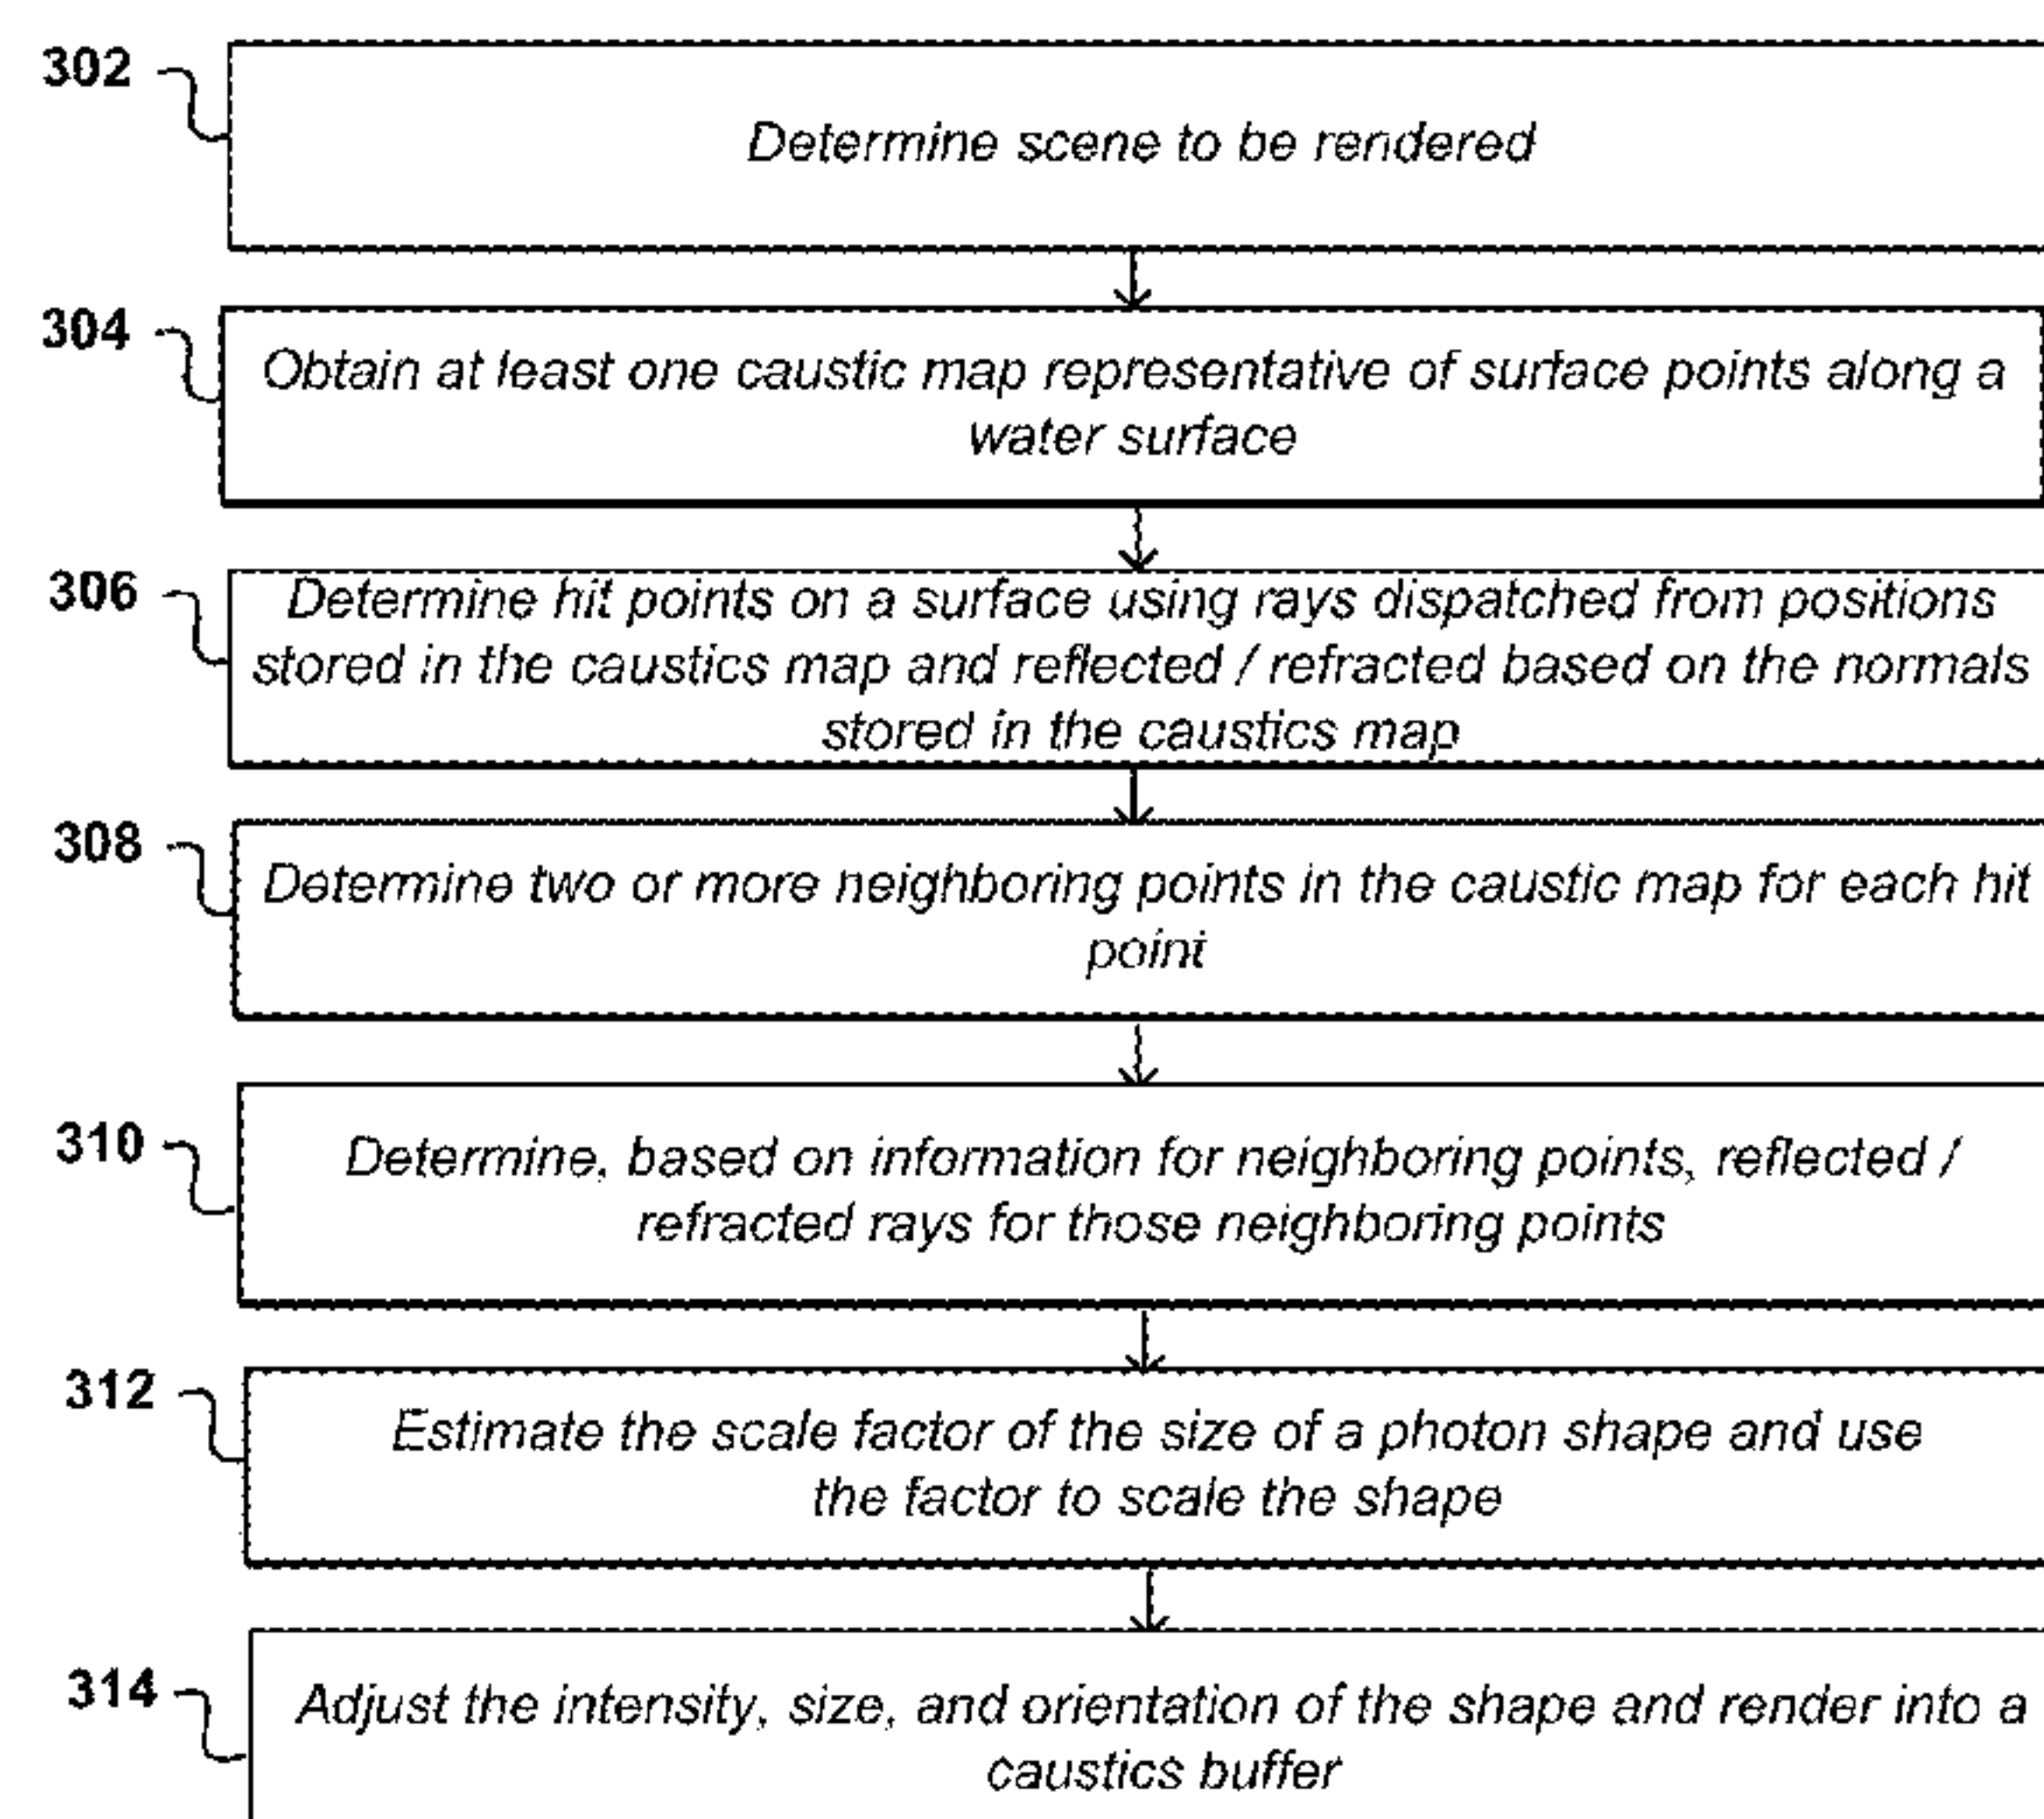 302
Determine scene to be rendered
304
Obtain at least one caustic map representative of surface points along a
water surface
306
Determine hit points on a surface using rays dispatched from positions
stored in the caustics map and reflected / refracted based on the normals
stored in the caustics map
308
Determine two or more neighboring points in the caustic map for each hit
point
310
Determine, based on information for neighboring points, reflected /
refracted rays for those neighboring points
312
Estimate the scale factor of the size of a photon shape and use
the factor to scale the shape
314
Adjust the intensity, size, and orientation of the shape and render into a
caustics buffer